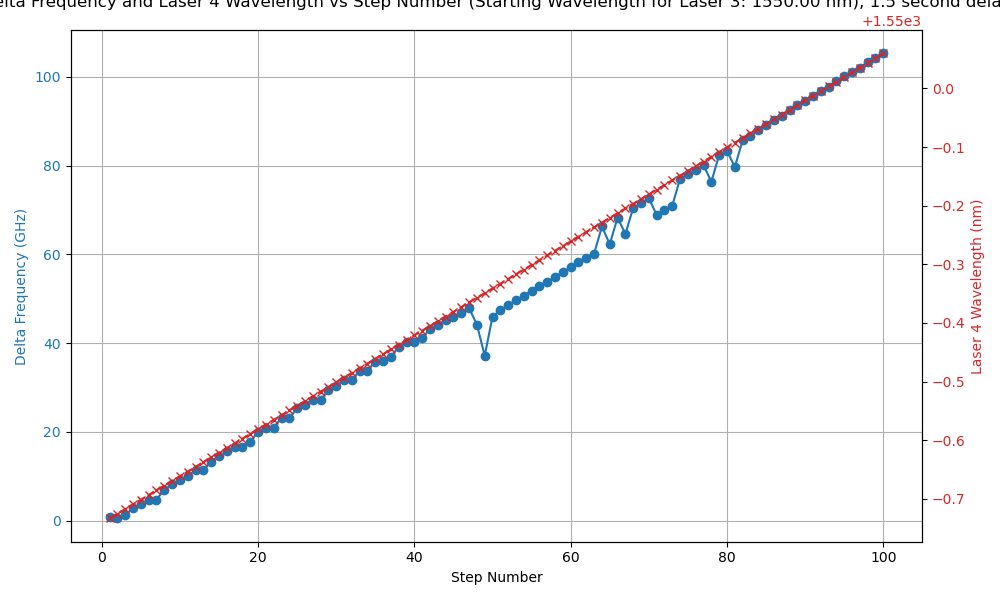 Delta Frequency and Laser 4 Wavelength vs Step Number (Starting Wavelength for Laser 3: 1550.00 nm), 1.5 second
+1.55e3
100
80
60
40
20
0
Delta Frequency (GHz)
0.0
−0.1
−0.2
−0.3
−0.4
−0.5
−0.6
−0.7
Laser 4 Wavelength (nm)
0 20 40 60 80 100
Step Number